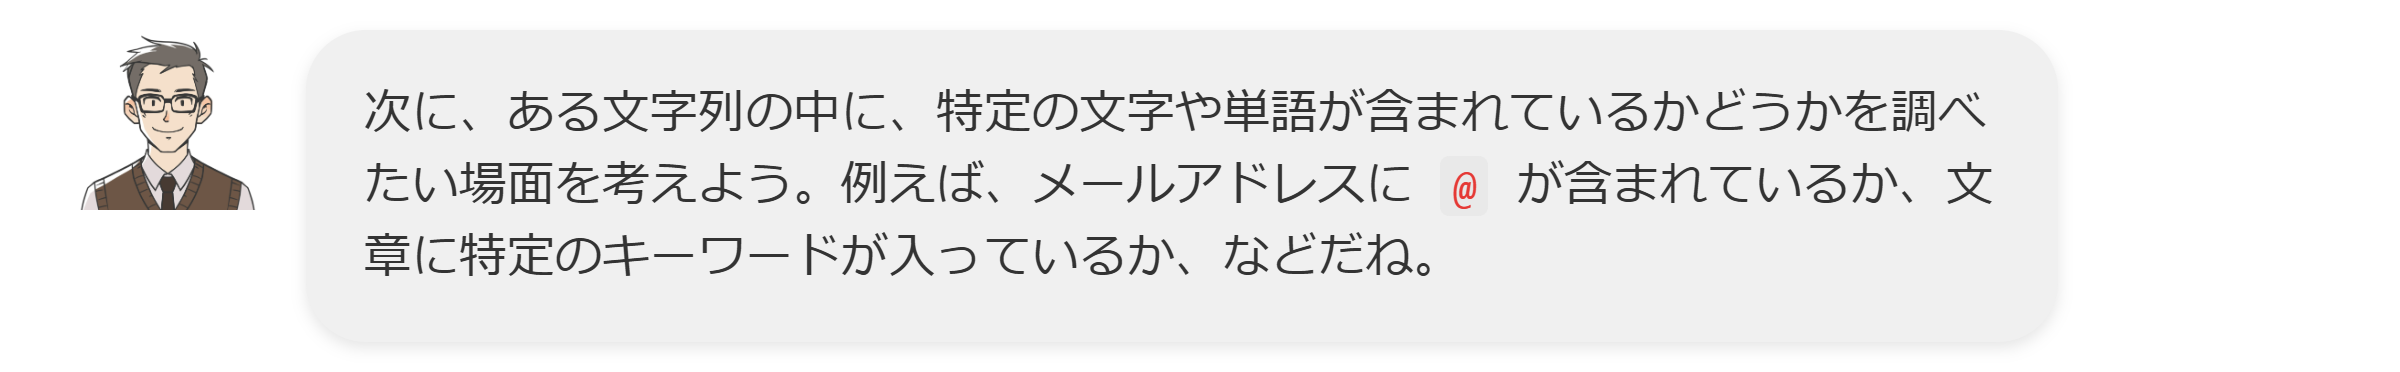 次に、ある文字列の中に、特定の文字や単語が含まれているかどうかを調べ
たい場面を考えよう。例えば、メールアドレスに @ が含まれているか、文
章に特定のキーワードが入っているか、などだね。